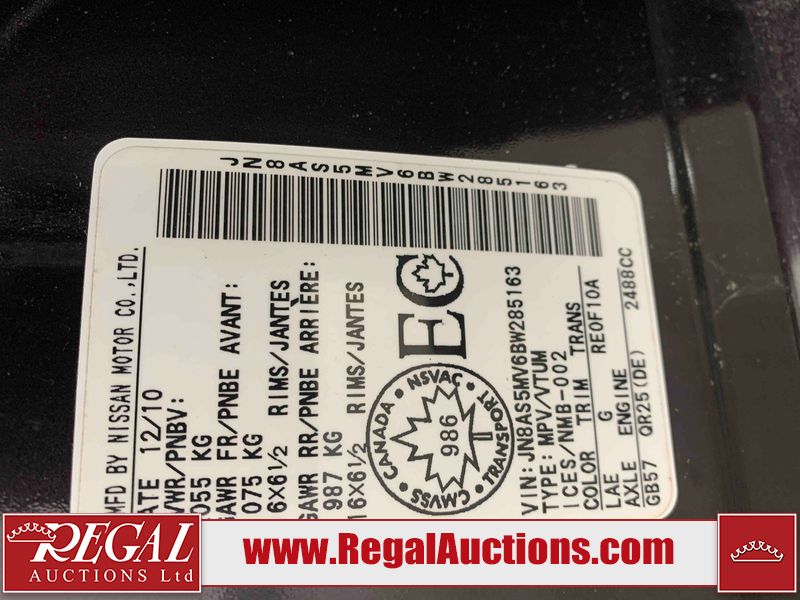 JN8AS5MV6BW285163
MFD BY NISSAN MOTOR CO.,LTD.
ATE 12/10
VWR/PNBV:
055 KG
GAWR FR/PNBE AVANT:
075 KG
6X6½ RIMS/JANTES
GAWR RR/PNBE ARRIÈRE:
987 KG
16X6½ RIMS/JANTES
EC
CANADA · NSVAC · TRANSPORT · CMVSS
986
VIN: JN8AS5MV6BW285163
TYPE: MPV/VTUM
ICES/NMB-002
COLOR TRIM TRANS
LAE G RE0F10A
AXLE ENGINE
GB57 QR25(DE) 2488CC
REGAL
AUCTIONS Ltd
www.RegalAuctions.com